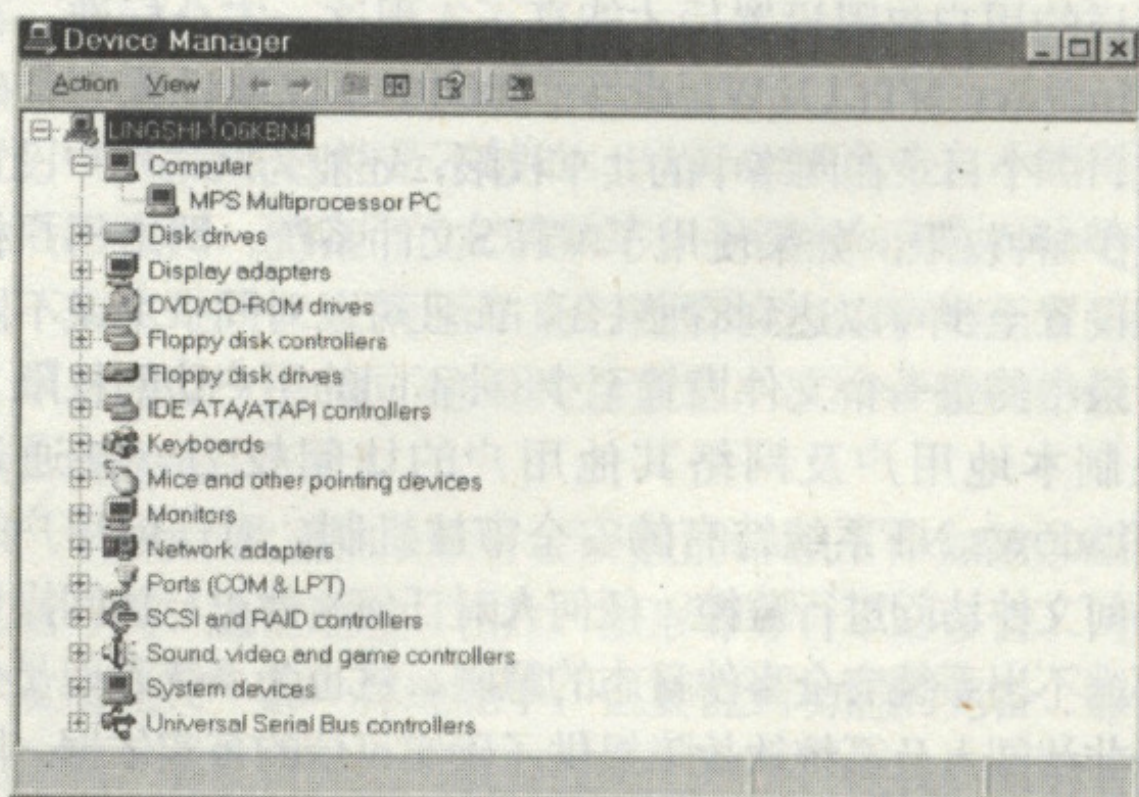 Device Manager
Action View
LINGSHI-1O6KBN4
Computer
MPS Multiprocessor PC
Disk drives
Display adapters
DVD/CD-ROM drives
Floppy disk controllers
Floppy disk drives
IDE ATA/ATAPI controllers
Keyboards
Mice and other pointing devices
Monitors
Network adapters
Ports (COM & LPT)
SCSI and RAID controllers
Sound, video and game controllers
System devices
Universal Serial Bus controllers